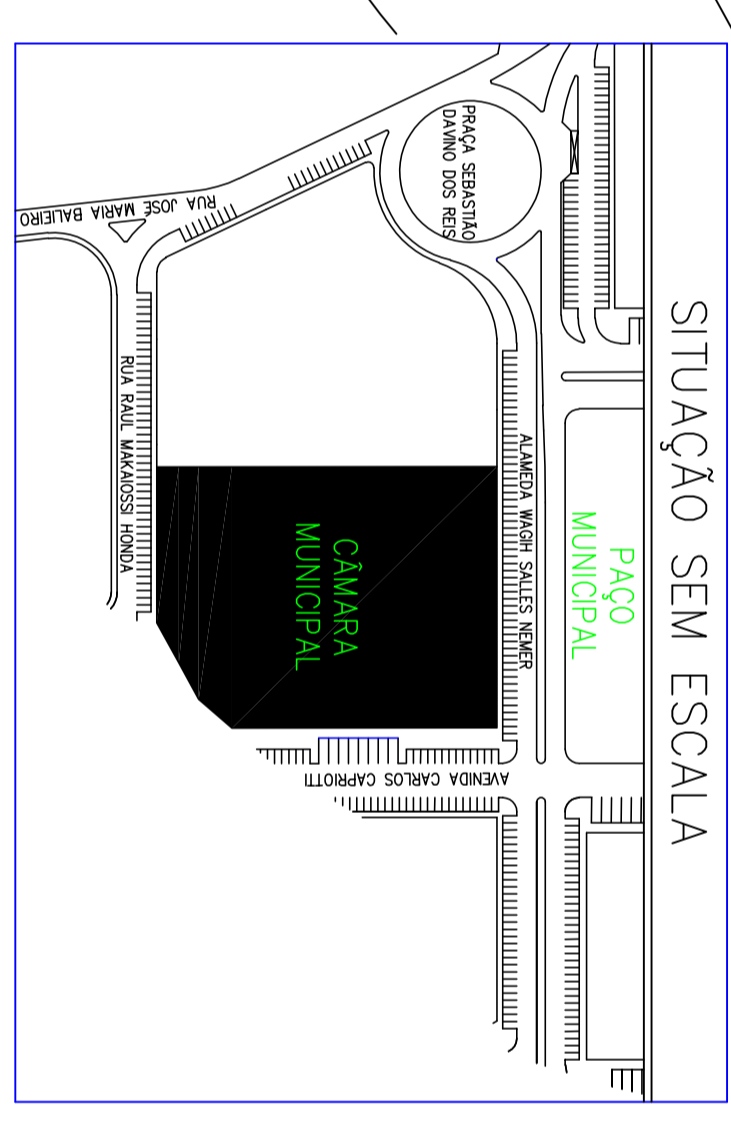 SITUAÇÃO SEM ESCALA
PAÇO
MUNICIPAL
ALAMEDA WAGIH SALLES NEMER
PRAÇA SEBASTIÃO
DAVINO DOS REIS
CÂMARA
MUNICIPAL
AVENIDA CARLOS CAPRIOTTI
RUA JOSÉ MARIA BALIEIRO
RUA RAUL MAKAIOSSI HONDA